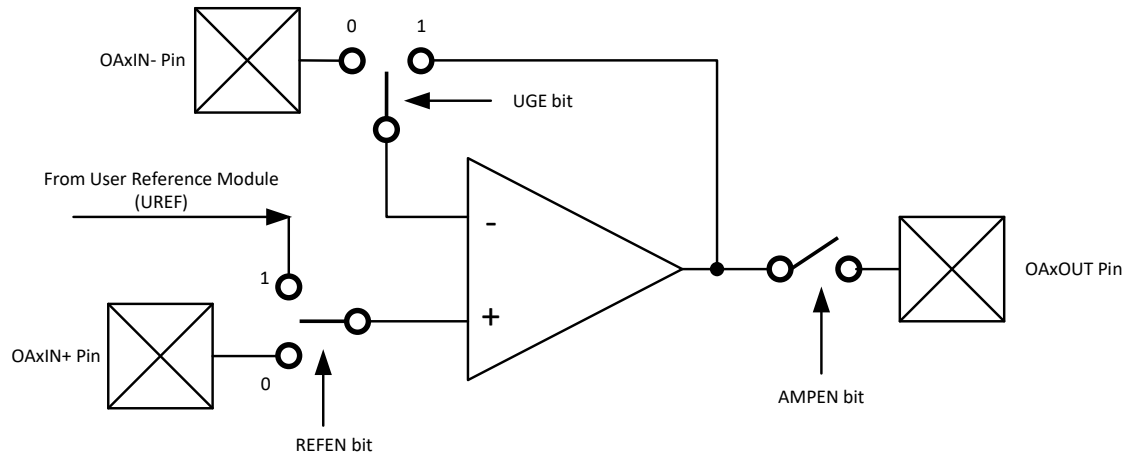 0
1
OAxIN- Pin
UGE bit
From User Reference Module
(UREF)
-
1
OAxOUT Pin
+
OAxIN+ Pin
0
AMPEN bit
REFEN bit